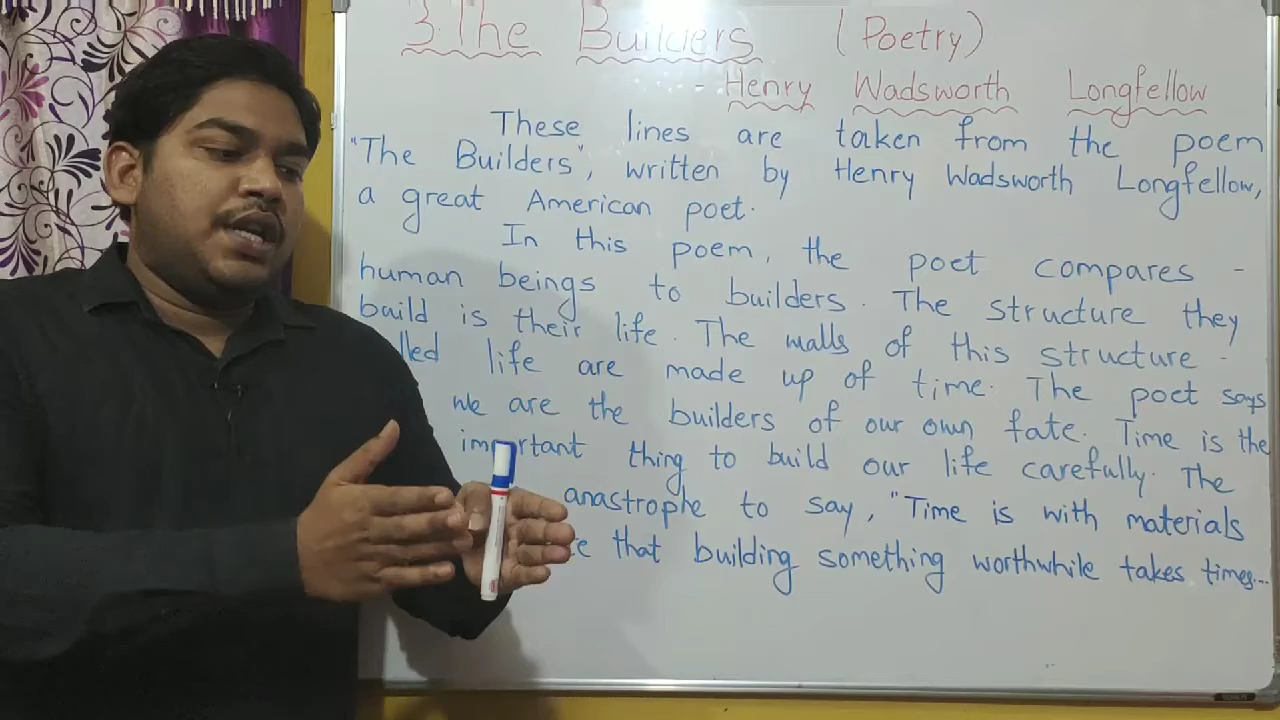 3. The Builders (Poetry)
- Henry Wadsworth Longfellow
These lines are taken from the poem
"The Builders", written by Henry Wadsworth Longfellow,
a great American poet.
In this poem, the poet compares -
human beings to builders. The structure they
build is their life. The walls of this structure -
lled life are made up of time. The poet says
we are the builders of our own fate. Time is the
important thing to build our life carefully. The
anastrophe to say, "Time is with materials
that building something worthwhile takes times...